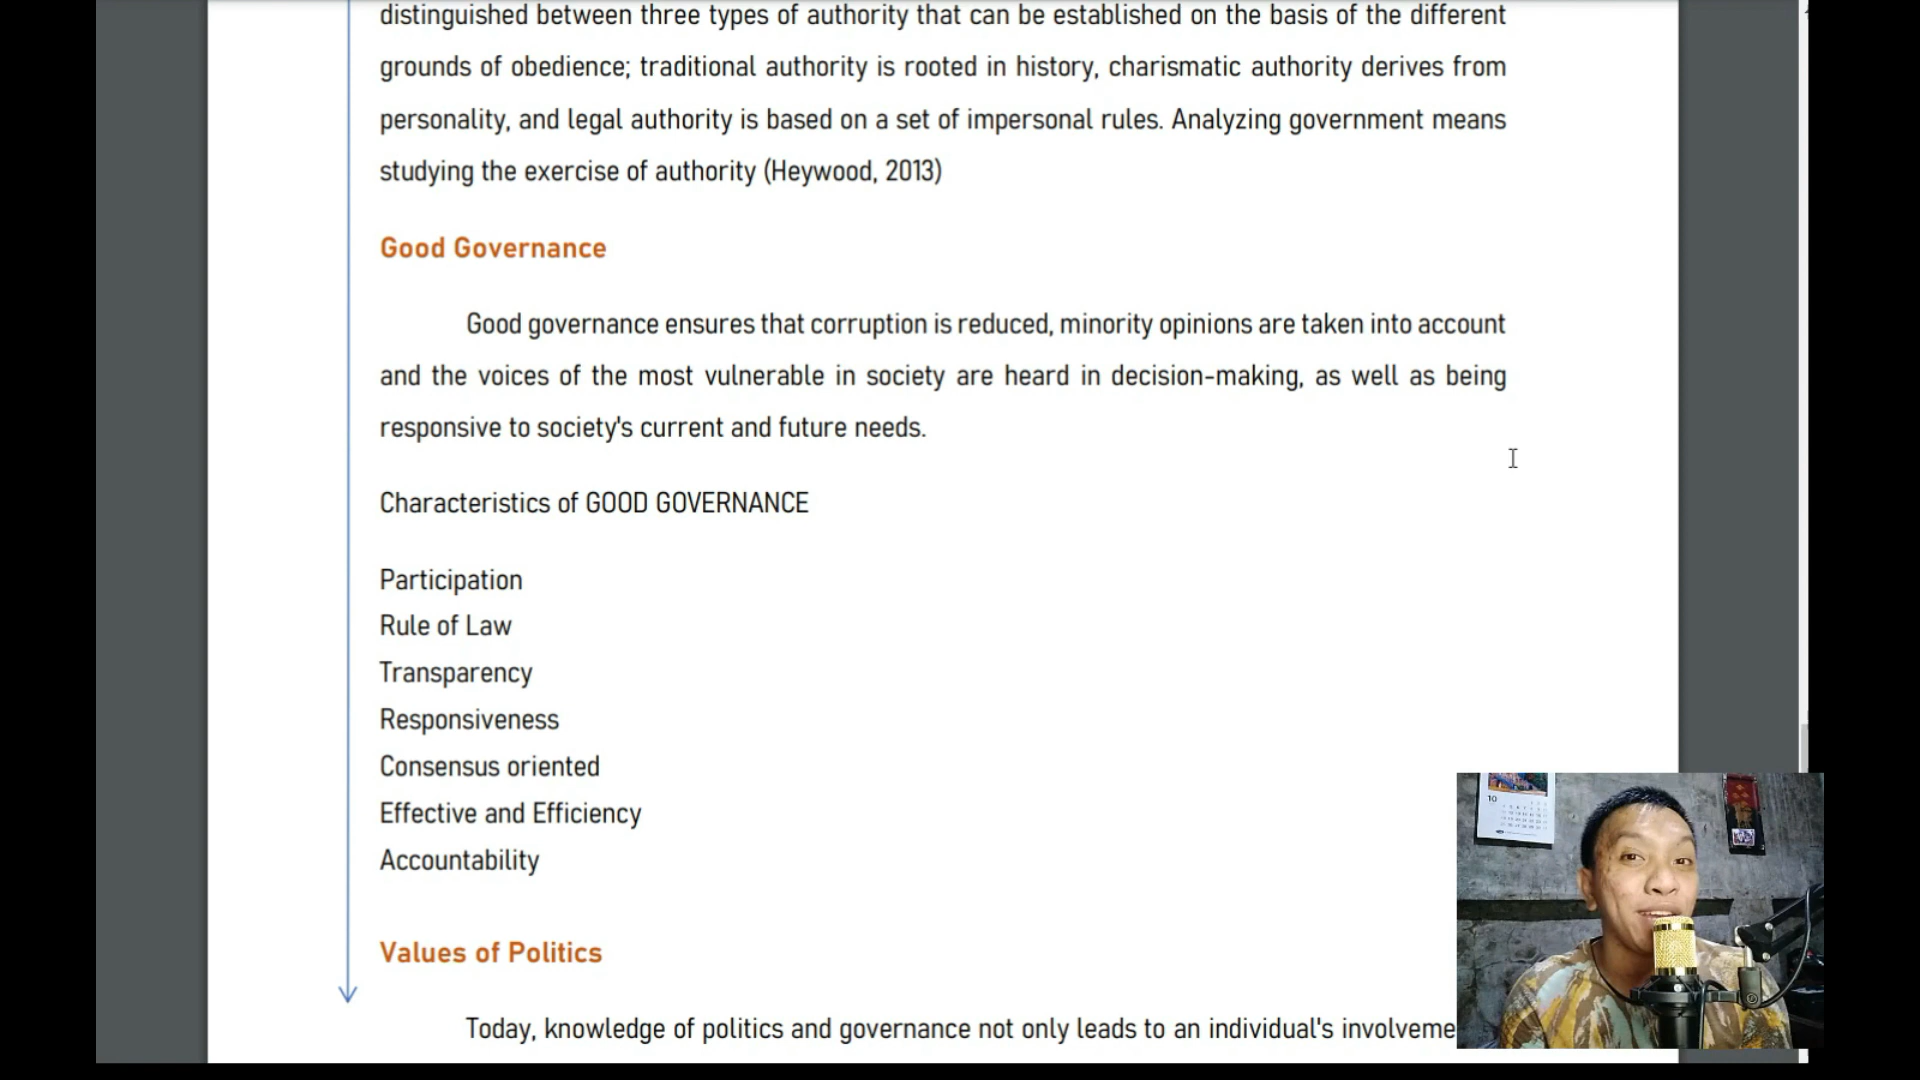 distinguished between three types of authority that can be established on the basis of the different
grounds of obedience; traditional authority is rooted in history, charismatic authority derives from
personality, and legal authority is based on a set of impersonal rules. Analyzing government means
studying the exercise of authority (Heywood, 2013)
Good Governance
Good governance ensures that corruption is reduced, minority opinions are taken into account
and the voices of the most vulnerable in society are heard in decision-making, as well as being
responsive to society's current and future needs.
Characteristics of GOOD GOVERNANCE
Participation
Rule of Law
Transparency
Responsiveness
Consensus oriented
Effective and Efficiency
Accountability
Values of Politics
Today, knowledge of politics and governance not only leads to an individual's involveme
10